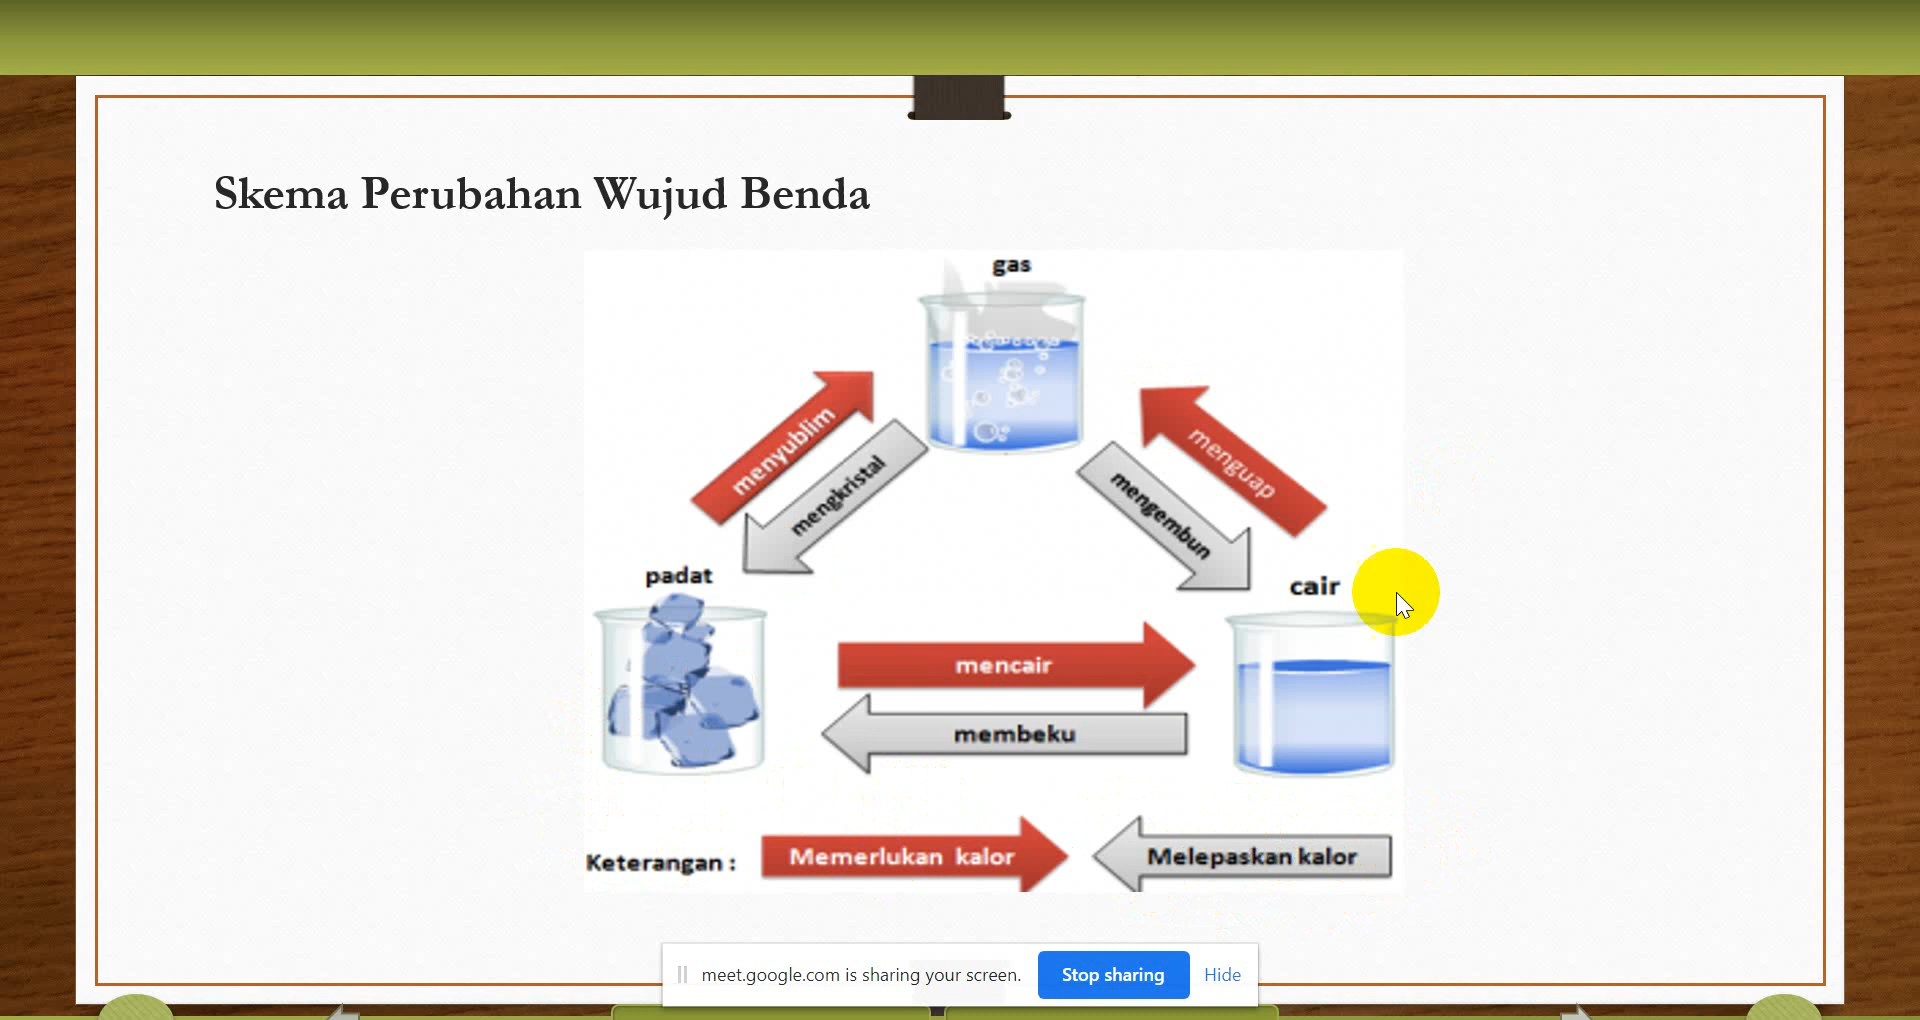 Skema Perubahan Wujud Benda
gas
menyublim
mengkristal
menguap
mengembun
padat
cair
mencair
membeku
Keterangan :
Memerlukan kalor
Melepaskan kalor
meet.google.com is sharing your screen.
Stop sharing
Hide